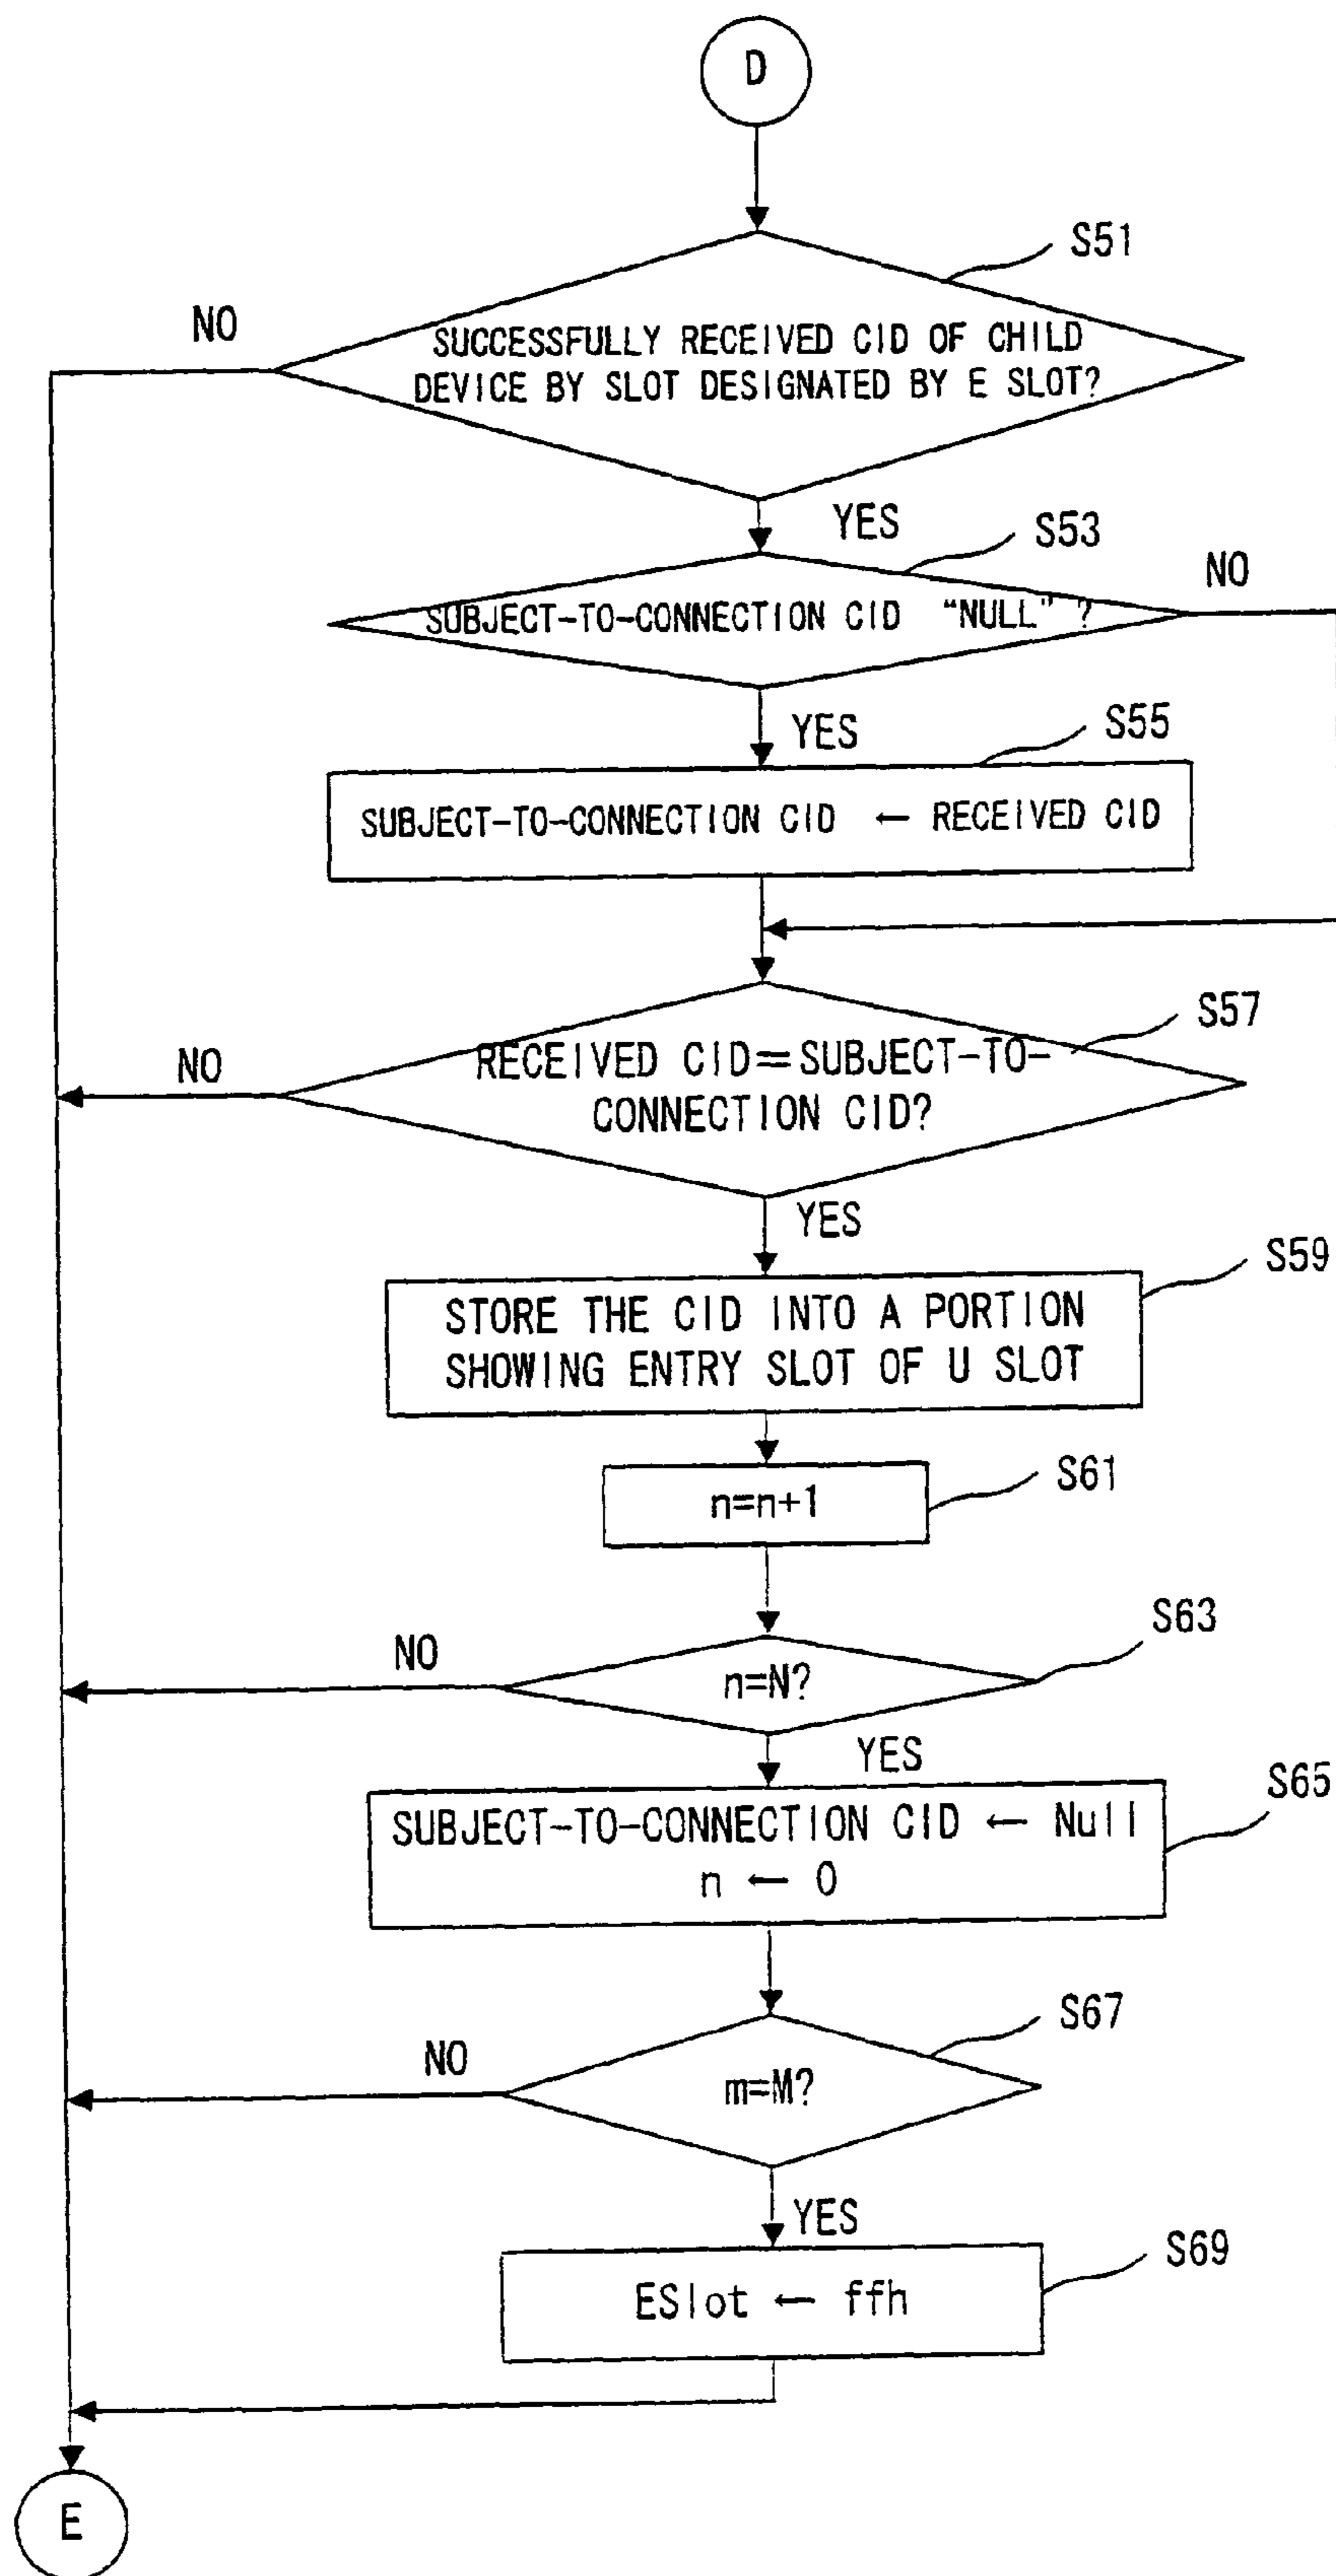 D
S51
NO
SUCCESSFULLY RECEIVED CID OF CHILD
DEVICE BY SLOT DESIGNATED BY E SLOT?
YES
S53
NO
SUBJECT-TO-CONNECTION CID "NULL" ?
YES
S55
SUBJECT-TO-CONNECTION CID ← RECEIVED CID
S57
NO
RECEIVED CID=SUBJECT-TO-
CONNECTION CID?
YES
S59
STORE THE CID INTO A PORTION
SHOWING ENTRY SLOT OF U SLOT
S61
n=n+1
S63
NO
n=N?
YES
S65
SUBJECT-TO-CONNECTION CID ← Null
n ← 0
S67
NO
m=M?
YES
S69
ESlot ← ffh
E